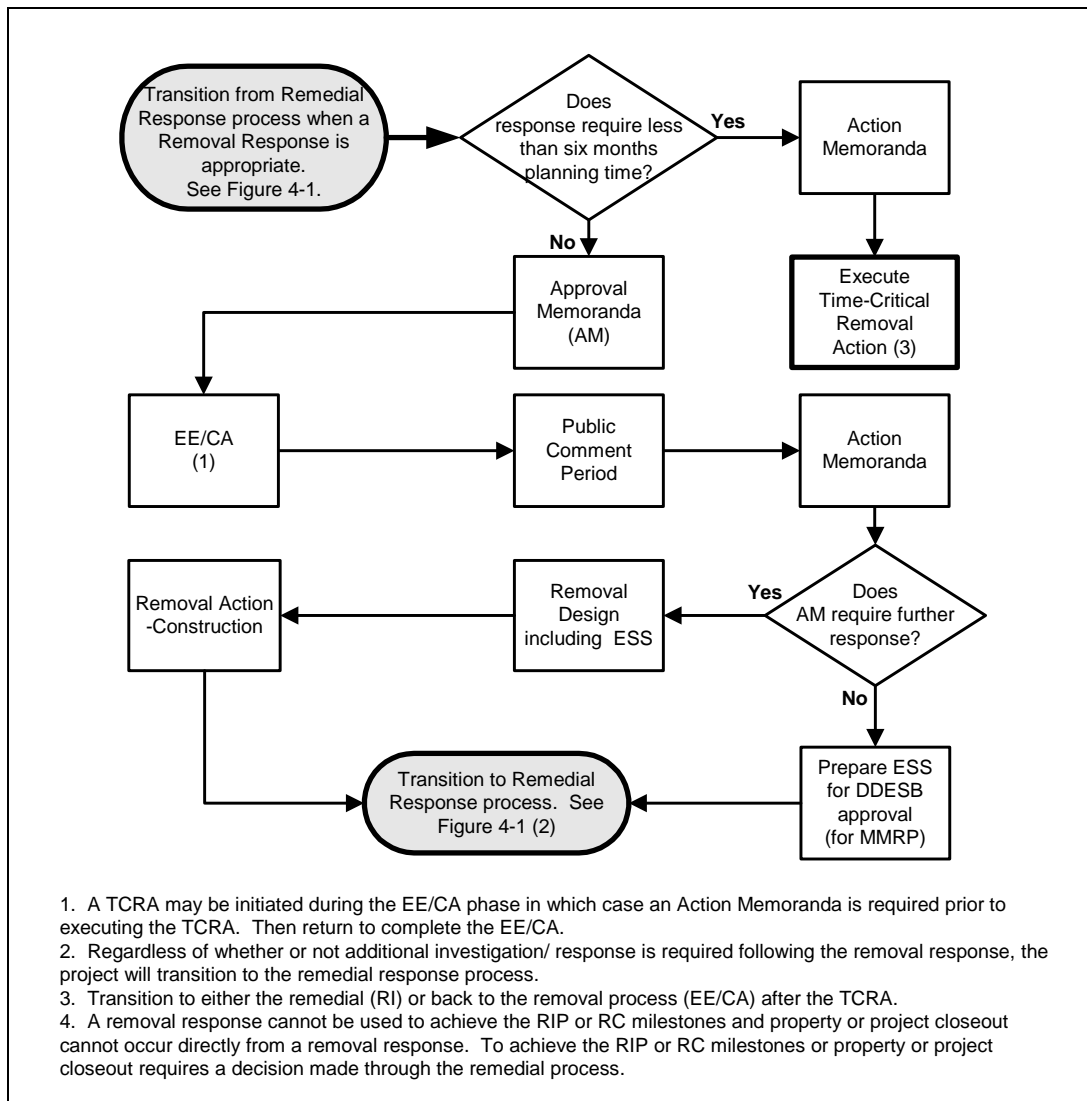 Transition from Remedial
Response process when a
Removal Response is
appropriate.
See Figure 4-1.
Does
response require less
than six months
planning time?
Yes
Action
Memoranda
No
Approval
Memoranda
(AM)
Execute
Time-Critical
Removal
Action (3)
EE/CA
(1)
Public
Comment
Period
Action
Memoranda
Removal Action
-Construction
Removal
Design
including ESS
Yes
Does
AM require further
response?
No
Transition to Remedial
Response process. See
Figure 4-1 (2)
Prepare ESS
for DDESB
approval
(for MMRP)
1. A TCRA may be initiated during the EE/CA phase in which case an Action Memoranda is required prior to
executing the TCRA. Then return to complete the EE/CA.
2. Regardless of whether or not additional investigation/ response is required following the removal response, the
project will transition to the remedial response process.
3. Transition to either the remedial (RI) or back to the removal process (EE/CA) after the TCRA.
4. A removal response cannot be used to achieve the RIP or RC milestones and property or project closeout
cannot occur directly from a removal response. To achieve the RIP or RC milestones or property or project
closeout requires a decision made through the remedial process.